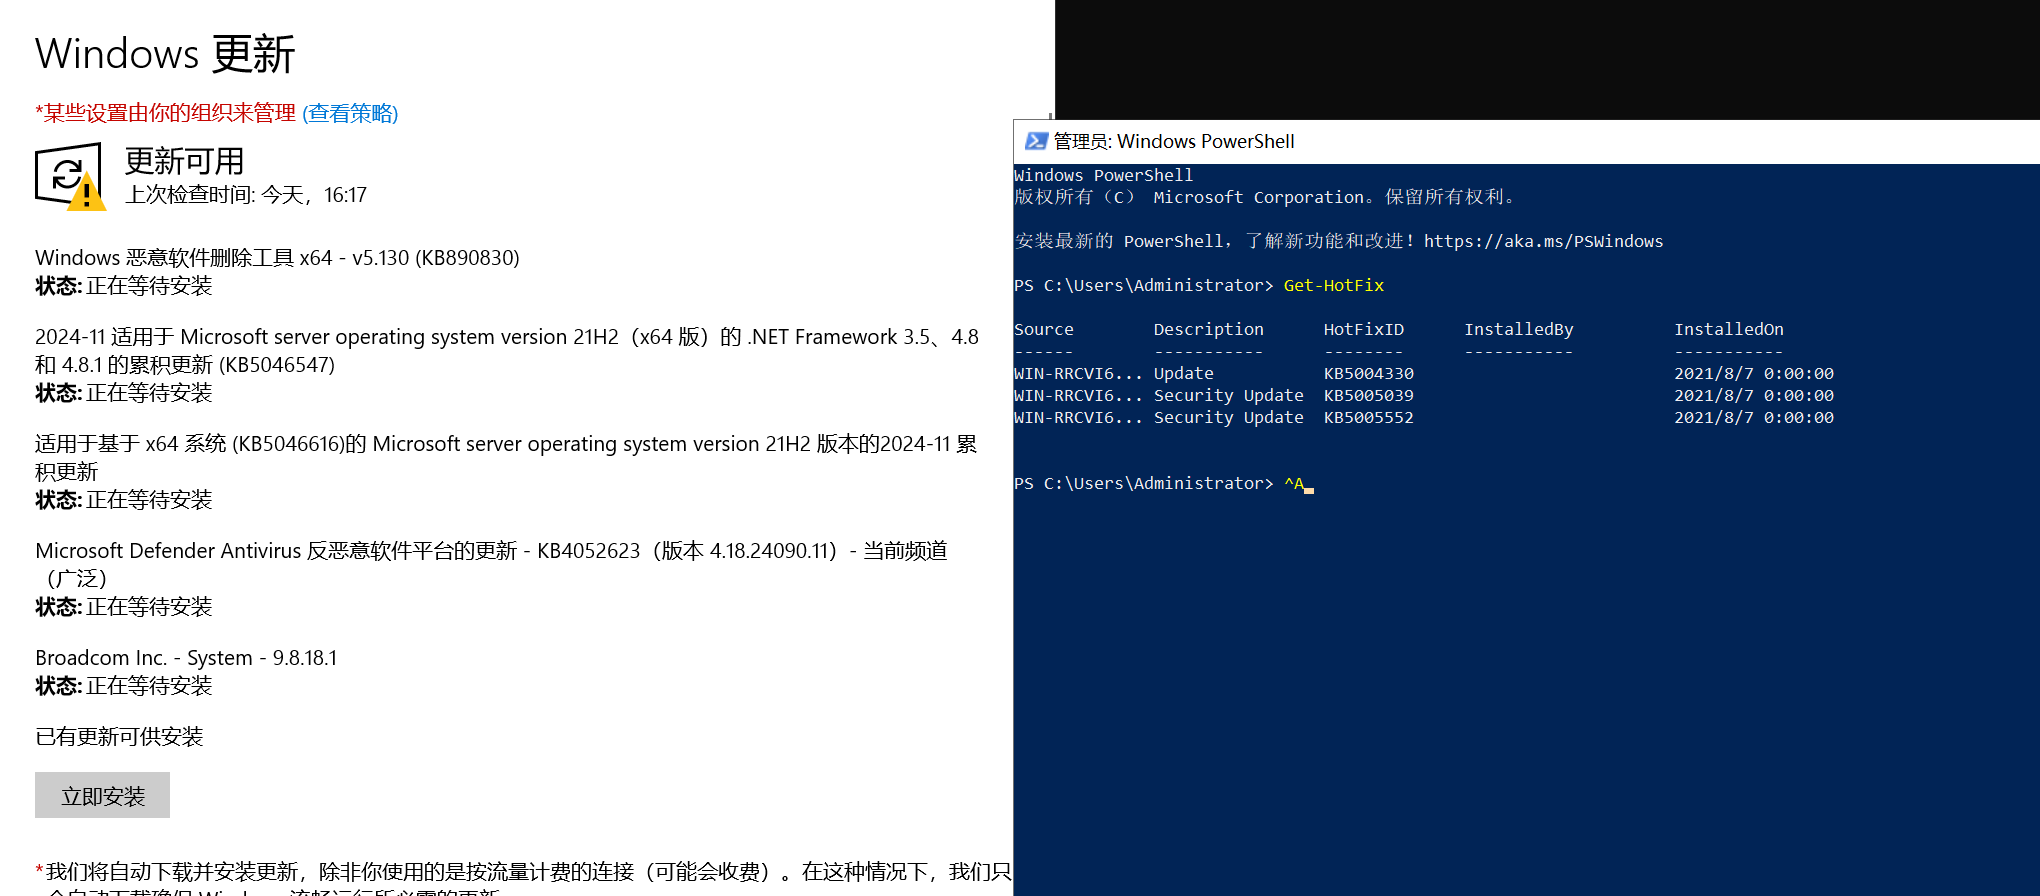 Windows 更新
*某些设置由你的组织来管理 (查看策略)
更新可用
上次检查时间: 今天，16:17
Windows 恶意软件删除工具 x64 - v5.130 (KB890830)
状态: 正在等待安装
2024-11 适用于 Microsoft server operating system version 21H2（x64 版）的 .NET Framework 3.5、4.8
和 4.8.1 的累积更新 (KB5046547)
状态: 正在等待安装
适用于基于 x64 系统 (KB5046616)的 Microsoft server operating system version 21H2 版本的2024-11 累
积更新
状态: 正在等待安装
Microsoft Defender Antivirus 反恶意软件平台的更新 - KB4052623（版本 4.18.24090.11）- 当前频道
（广泛）
状态: 正在等待安装
Broadcom Inc. - System - 9.8.18.1
状态: 正在等待安装
已有更新可供安装
立即安装
*我们将自动下载并安装更新，除非你使用的是按流量计费的连接（可能会收费）。在这种情况下，我们只
管理员: Windows PowerShell
Windows PowerShell
版权所有（C） Microsoft Corporation。保留所有权利。
安装最新的 PowerShell，了解新功能和改进！https://aka.ms/PSWindows
PS C:\Users\Administrator> Get-HotFix
Source Description HotFixID InstalledBy InstalledOn
------ ----------- -------- ----------- -----------
WIN-RRCVI6... Update KB5004330 2021/8/7 0:00:00
WIN-RRCVI6... Security Update KB5005039 2021/8/7 0:00:00
WIN-RRCVI6... Security Update KB5005552 2021/8/7 0:00:00
PS C:\Users\Administrator> ^A